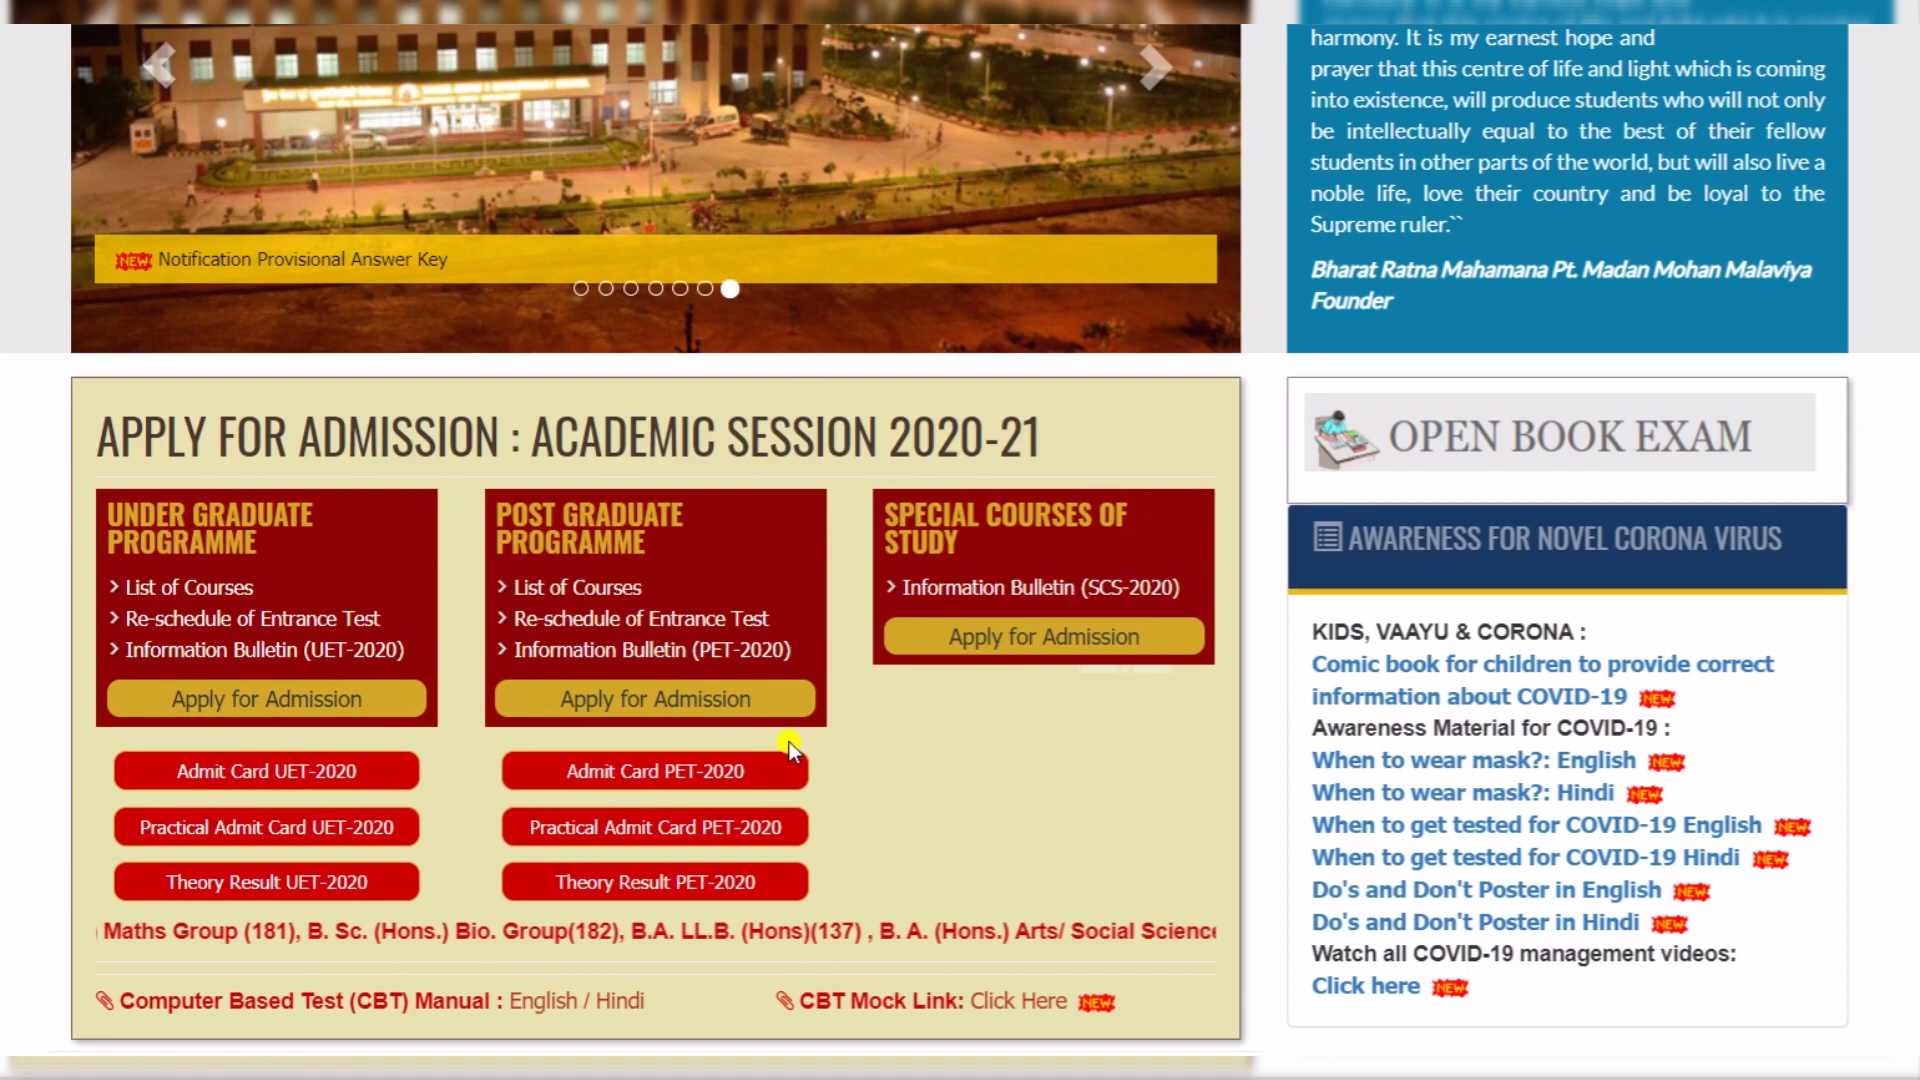 harmony. It is my earnest hope and
prayer that this centre of life and light which is coming
into existence, will produce students who will not only
be intellectually equal to the best of their fellow
students in other parts of the world, but will also live a
noble life, love their country and be loyal to the
Supreme ruler.``
Bharat Ratna Mahamana Pt. Madan Mohan Malaviya
Founder
NEW Notification Provisional Answer Key
APPLY FOR ADMISSION : ACADEMIC SESSION 2020-21
UNDER GRADUATE
PROGRAMME
List of Courses
Re-schedule of Entrance Test
Information Bulletin (UET-2020)
Apply for Admission
Admit Card UET-2020
Practical Admit Card UET-2020
Theory Result UET-2020
POST GRADUATE
PROGRAMME
List of Courses
Re-schedule of Entrance Test
Information Bulletin (PET-2020)
Apply for Admission
Admit Card PET-2020
Practical Admit Card PET-2020
Theory Result PET-2020
SPECIAL COURSES OF
STUDY
Information Bulletin (SCS-2020)
Apply for Admission
Maths Group (181), B. Sc. (Hons.) Bio. Group(182), B.A. LL.B. (Hons)(137) , B. A. (Hons.) Arts/ Social Science
Computer Based Test (CBT) Manual : English / Hindi
CBT Mock Link: Click Here NEW
OPEN BOOK EXAM
AWARENESS FOR NOVEL CORONA VIRUS
KIDS, VAAYU & CORONA :
Comic book for children to provide correct
information about COVID-19 NEW
Awareness Material for COVID-19 :
When to wear mask?: English NEW
When to wear mask?: Hindi NEW
When to get tested for COVID-19 English NEW
When to get tested for COVID-19 Hindi NEW
Do's and Don't Poster in English NEW
Do's and Don't Poster in Hindi NEW
Watch all COVID-19 management videos:
Click here NEW